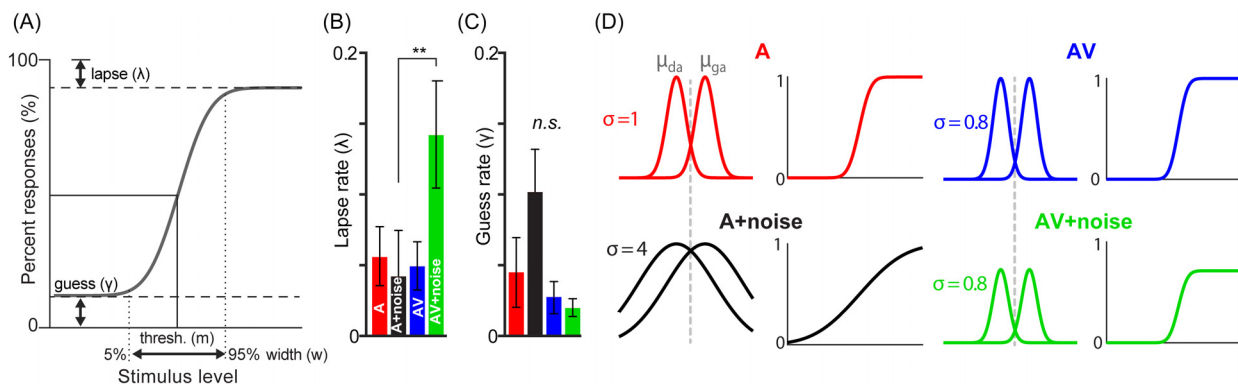 (A)
100
lapse (λ)
Percent responses (%)
guess (γ)
0
thresh. (m)
5%
95% width (w)
Stimulus level
(B)
0.2
**
Lapse rate (λ)
A
A+noise
AV
AV+noise
0
(C)
0.2
n.s.
Guess rate (γ)
0
(D)
A
μda
μga
σ=1
1
0
AV
σ=0.8
1
0
A+noise
σ=4
1
0
AV+noise
σ=0.8
1
0